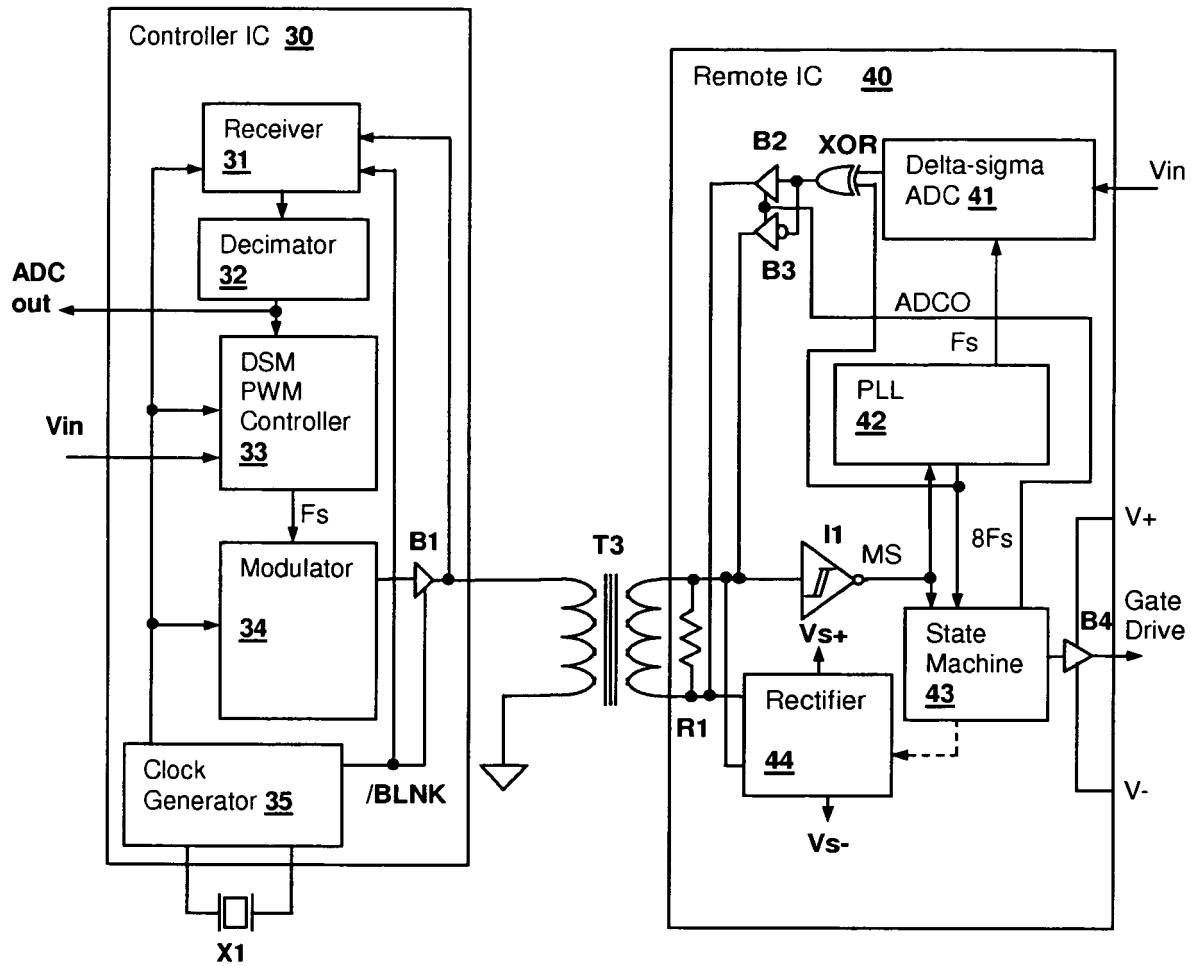 Controller IC 30
Receiver
31
Decimator
32
ADC
out
DSM
PWM
Controller
33
Vin
Fs
Modulator
34
B1
Clock
Generator 35
/BLNK
X1
T3
Remote IC 40
B2
XOR
Delta-sigma
ADC 41
Vin
B3
ADCO
Fs
PLL
42
I1
MS
8Fs
V+
Gate
Drive
B4
State
Machine
43
Vs+
R1
Rectifier
44
V-
Vs-